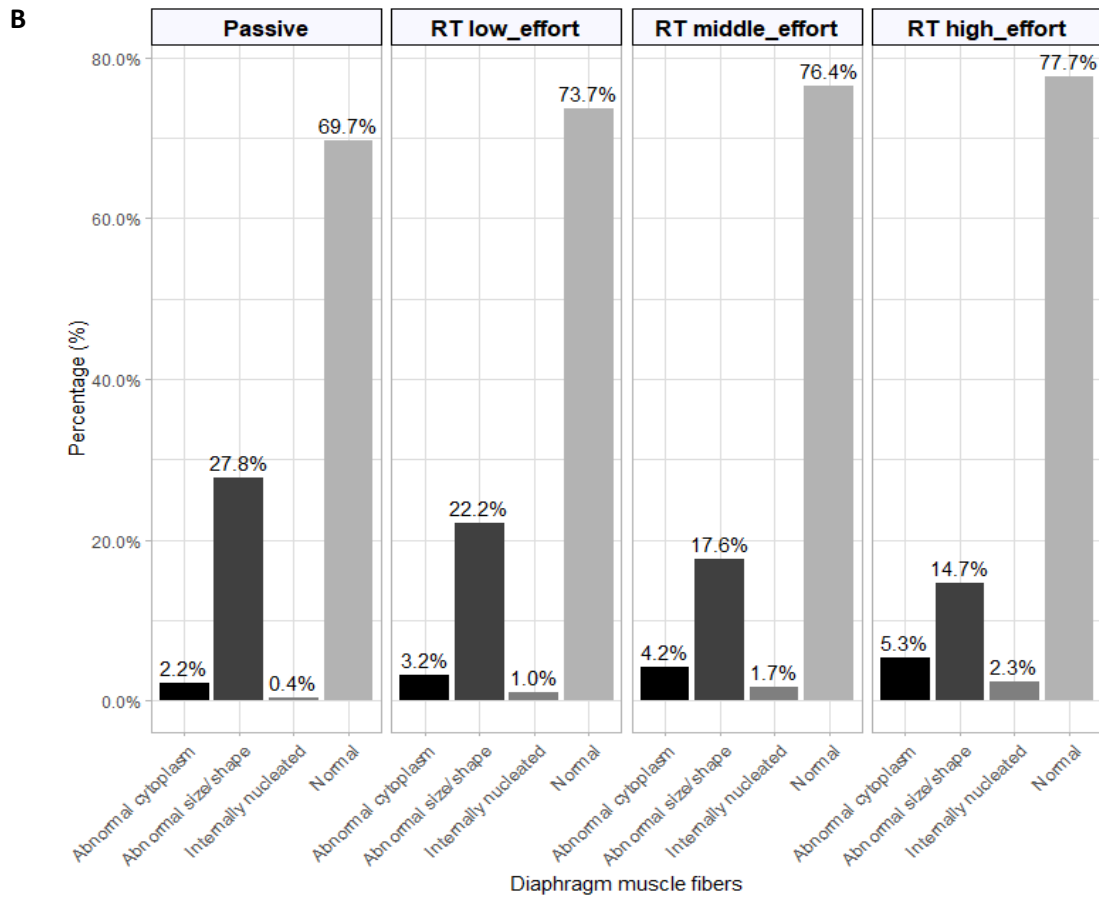 B
Passive
RT low_effort
RT middle_effort
RT high_effort
Percentage (%)
80.0%
60.0%
40.0%
20.0%
0.0%
2.2%
27.8%
0.4%
69.7%
3.2%
22.2%
1.0%
73.7%
4.2%
17.6%
1.7%
76.4%
5.3%
14.7%
2.3%
77.7%
Abnormal cytoplasm
Abnormal size/shape
Internally nucleated
Normal
Abnormal cytoplasm
Abnormal size/shape
Internally nucleated
Normal
Abnormal cytoplasm
Abnormal size/shape
Internally nucleated
Normal
Abnormal cytoplasm
Abnormal size/shape
Internally nucleated
Normal
Diaphragm muscle fibers